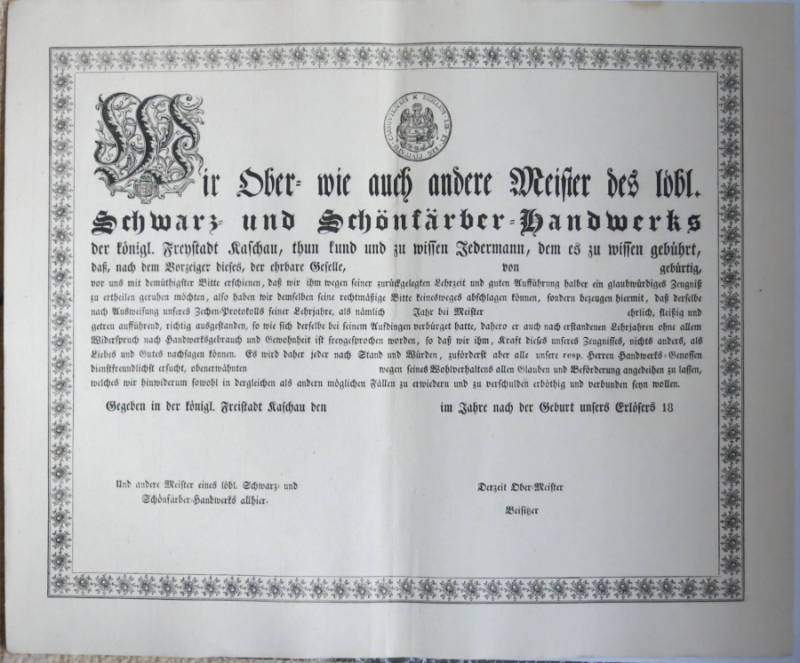 Wir Ober- wie auch andere Meister des löbl.
Schwarz- und Schönfärber-Handwerks
der königl. Freystadt Kaschau, thun kund und zu wissen Jedermann, dem es zu wissen gebührt,
daß, nach dem Vorzeiger dieses, der ehrbare Geselle, von gebürtig,
vor uns mit demüthigster Bitte erschienen, daß wir ihm wegen seiner zurückgelegten Lehrzeit und guten Aufführung halber ein glaubwürdiges Zeugniß
zu ertheilen geruhen möchten, also haben wir demselben seine rechtmäßige Bitte keinesweges abschlagen können, sondern bezeugen hiermit, daß derselbe
nach Ausweisung unseres Zechen-Protokolls seiner Lehrjahre, als nämlich Jahr bei Meister ehrlich, fleißig und
getreu aufführend, richtig ausgestanden, so wie sich derselbe bei seinem Aufdingen verbürget hatte, dahero er auch nach erstandenen Lehrjahren ohne allem
Widerspruch nach Handwerksgebrauch und Gewohnheit ist freygesprochen worden, so daß wir ihm, Kraft dieses unseres Zeugnisses, nichts anders, als
Liebes und Gutes nachsagen können. Es wird daher jeder nach Stand und Würden, zuförderst aber alle unsere resp. Herren Handwerks-Genossen
dienstfreundlichst ersucht, obenerwähnten wegen seines Wohlverhaltens allen Glauben und Beförderung angedeihen zu lassen,
welches wir hinwiderum sowohl in dergleichen als andern möglichen Fällen zu erwiedern und zu verschulden erböthig und verbunden seyn wollen.
Gegeben in der königl. Freistadt Kaschau den im Jahre nach der Geburt unsers Erlösers 18
Und andere Meister eines löbl. Schwarz- und
Schönfärber-Handwerks allhier.
Derzeit Ober-Meister
Beisitzer